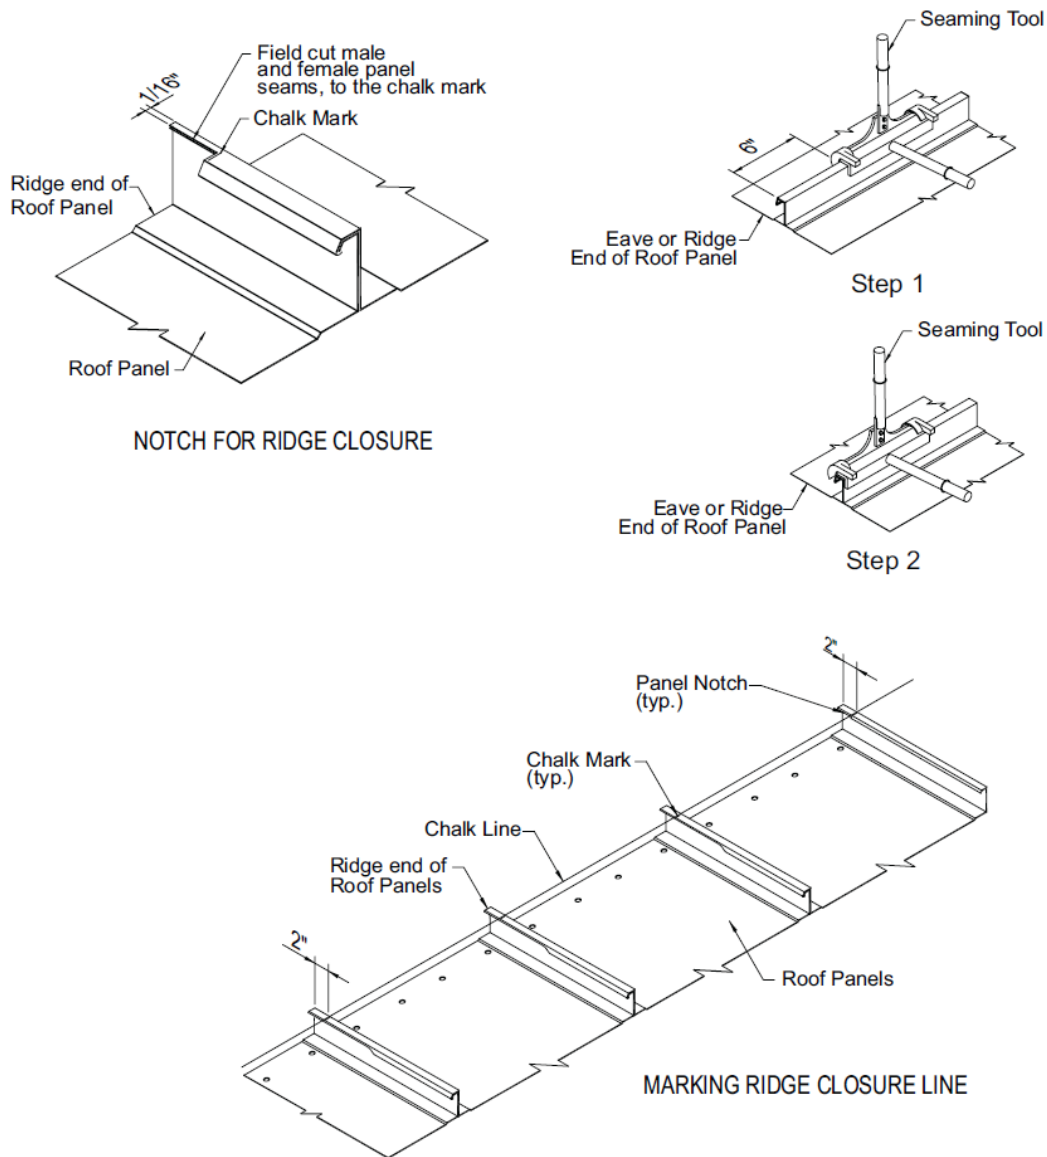 Field cut male
and female panel
seams, to the chalk mark
1/16"
Chalk Mark
Ridge end of
Roof Panel
Roof Panel
NOTCH FOR RIDGE CLOSURE
Seaming Tool
6"
Eave or Ridge
End of Roof Panel
Step 1
Seaming Tool
Eave or Ridge
End of Roof Panel
Step 2
2"
Panel Notch
(typ.)
Chalk Mark
(typ.)
Chalk Line
Ridge end of
Roof Panels
2"
Roof Panels
MARKING RIDGE CLOSURE LINE